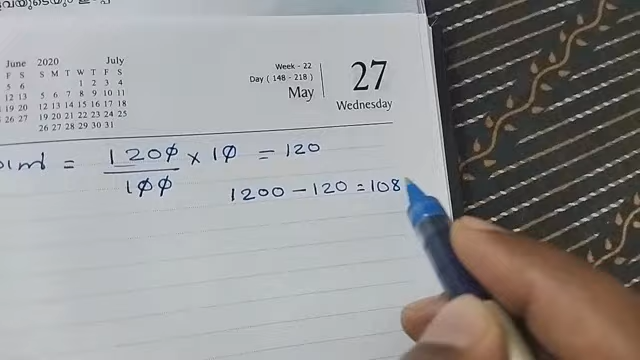 June 2020 July
F S S M T W T F S
5 6 1 2 3 4
12 13 5 6 7 8 9 10 11
19 20 12 13 14 15 16 17 18
26 27 19 20 21 22 23 24 25
26 27 28 29 30 31
Week - 22
Day ( 148 - 218 )
May
27
Wednesday
= 1200 × 10 = 120
100
1200 - 120 = 108